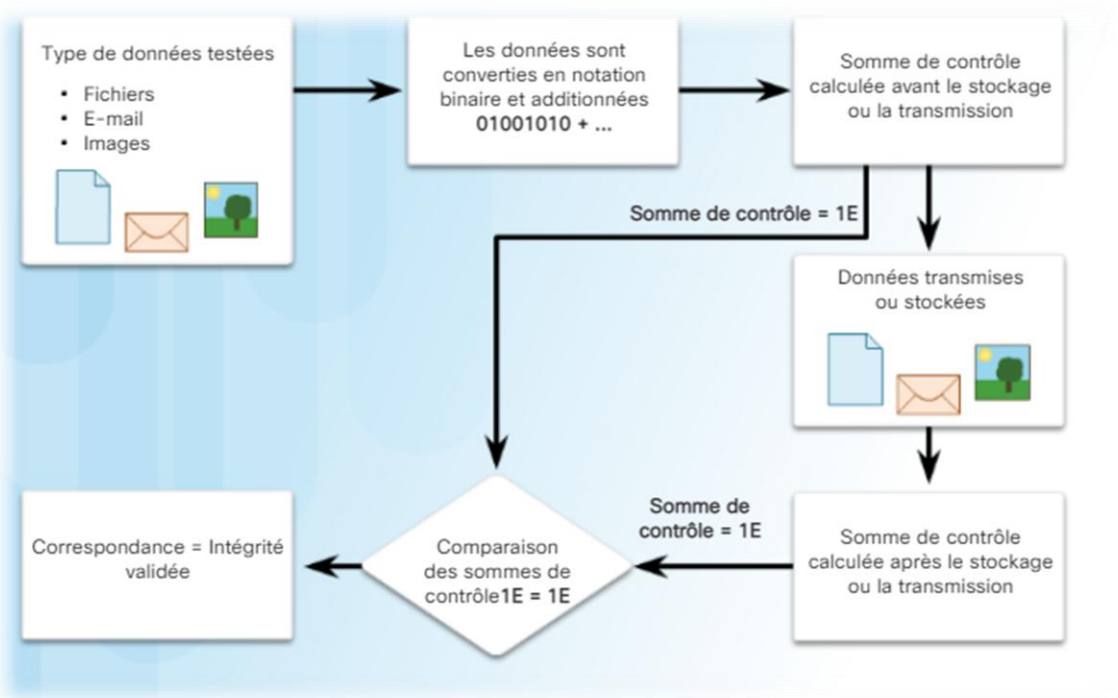 Type de données testées
• Fichiers
• E-mail
• Images
Les données sont
converties en notation
binaire et additionnées
01001010 + ...
Somme de contrôle
calculée avant le stockage
ou la transmission
Somme de contrôle = 1E
Données transmises
ou stockées
Somme de
contrôle = 1E
Somme de contrôle
calculée après le stockage
ou la transmission
Comparaison
des sommes de
contrôle1E = 1E
Correspondance = Intégrité
validée